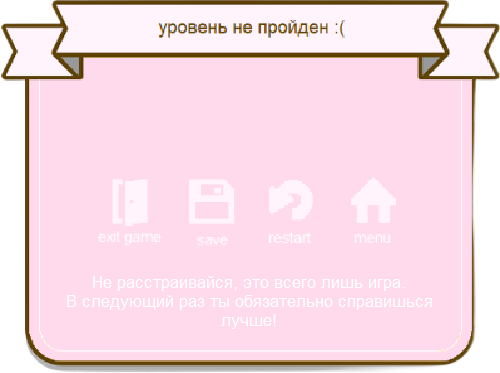 уровень не пройден :(
exit game
save
restart
menu
Не расстраивайся, это всего лишь игра.
В следующий раз ты обязательно справишься
лучше!